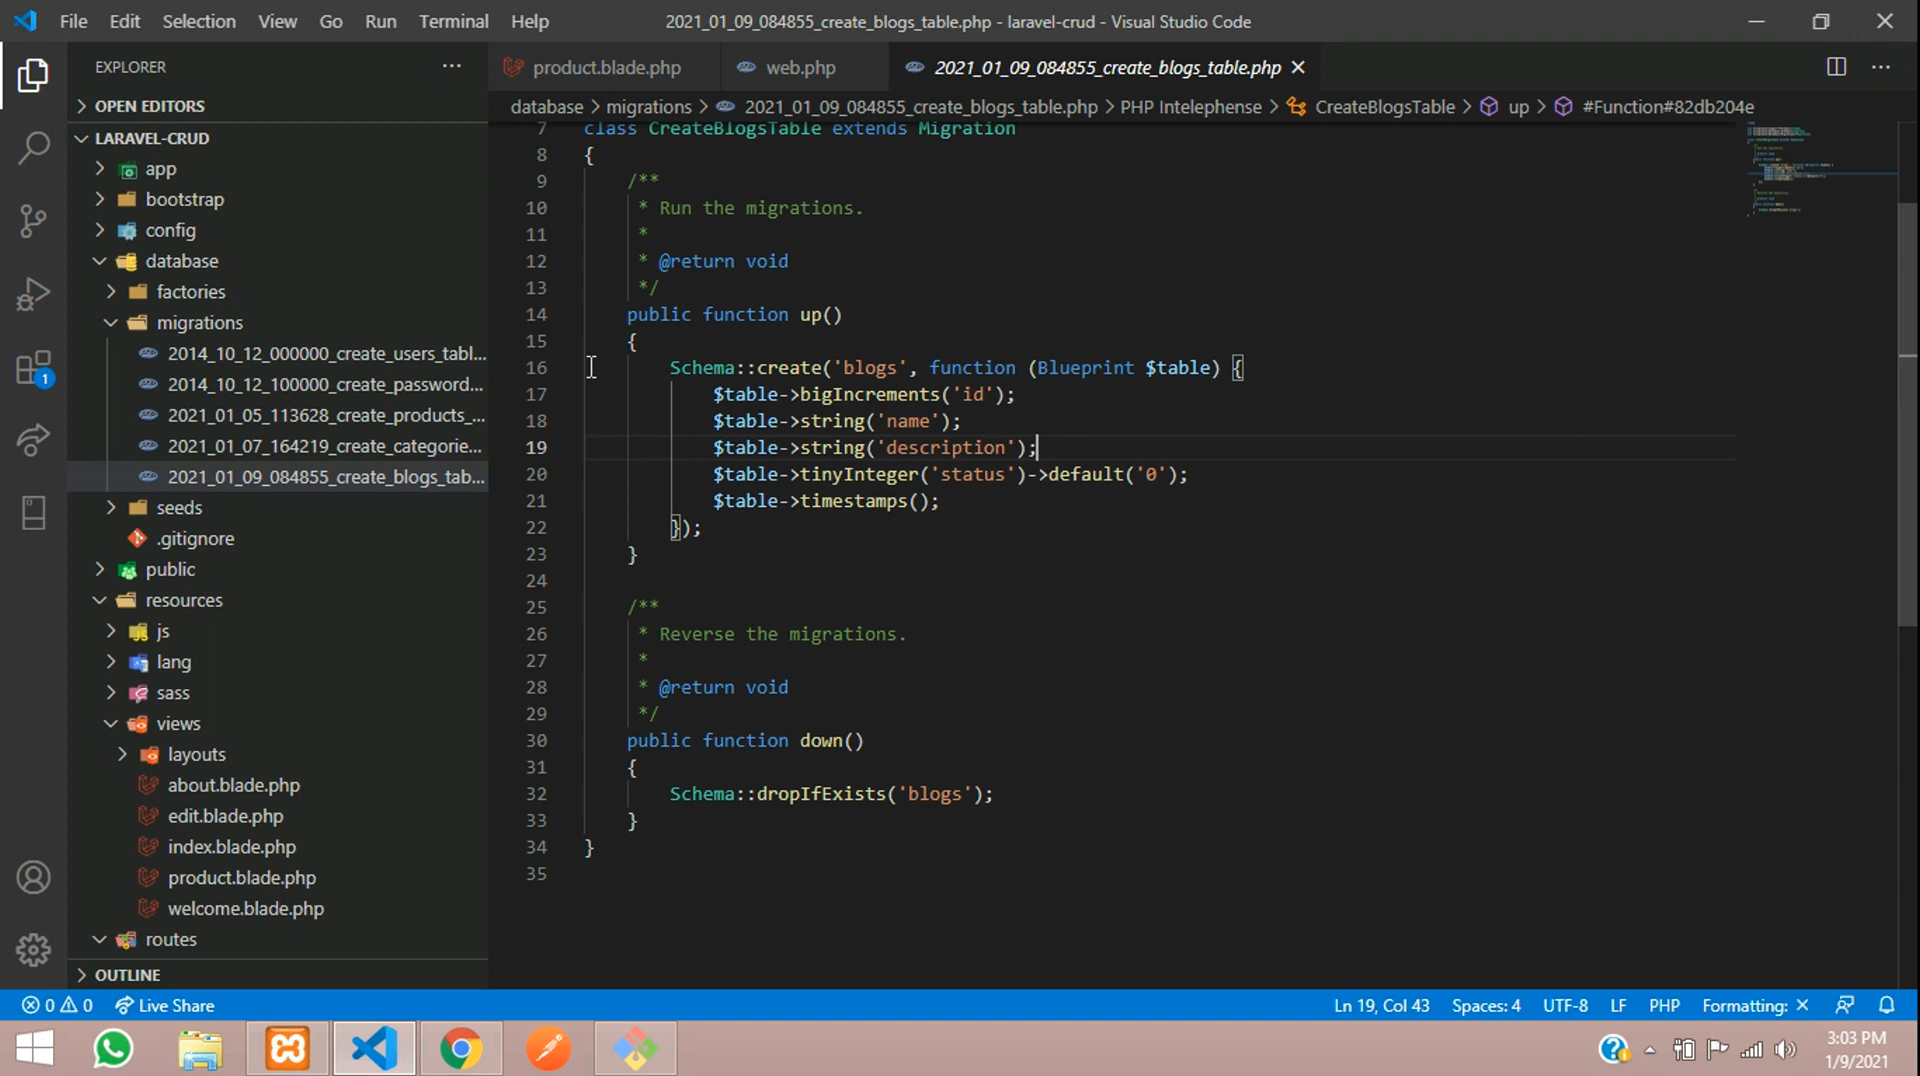 File Edit Selection View Go Run Terminal Help 2021_01_09_084855_create_blogs_table.php - laravel-crud - Visual Studio Code
EXPLORER
OPEN EDITORS
LARAVEL-CRUD
app
bootstrap
config
database
factories
migrations
2014_10_12_000000_create_users_tabl...
2014_10_12_100000_create_password...
2021_01_05_113628_create_products_...
2021_01_07_164219_create_categorie...
2021_01_09_084855_create_blogs_tab...
seeds
.gitignore
public
resources
js
lang
sass
views
layouts
about.blade.php
edit.blade.php
index.blade.php
product.blade.php
welcome.blade.php
routes
OUTLINE
1
product.blade.php web.php 2021_01_09_084855_create_blogs_table.php
database > migrations > 2021_01_09_084855_create_blogs_table.php > PHP Intelephense > CreateBlogsTable > up > #Function#82db204e
7 class CreateBlogsTable extends Migration
8 {
9 /**
10 * Run the migrations.
11 *
12 * @return void
13 */
14 public function up()
15 {
16 Schema::create('blogs', function (Blueprint $table) {
17 $table->bigIncrements('id');
18 $table->string('name');
19 $table->string('description');
20 $table->tinyInteger('status')->default('0');
21 $table->timestamps();
22 });
23 }
24
25 /**
26 * Reverse the migrations.
27 *
28 * @return void
29 */
30 public function down()
31 {
32 Schema::dropIfExists('blogs');
33 }
34 }
35
0 0 Live Share Ln 19, Col 43 Spaces: 4 UTF-8 LF PHP Formatting: ×
3:03 PM
1/9/2021